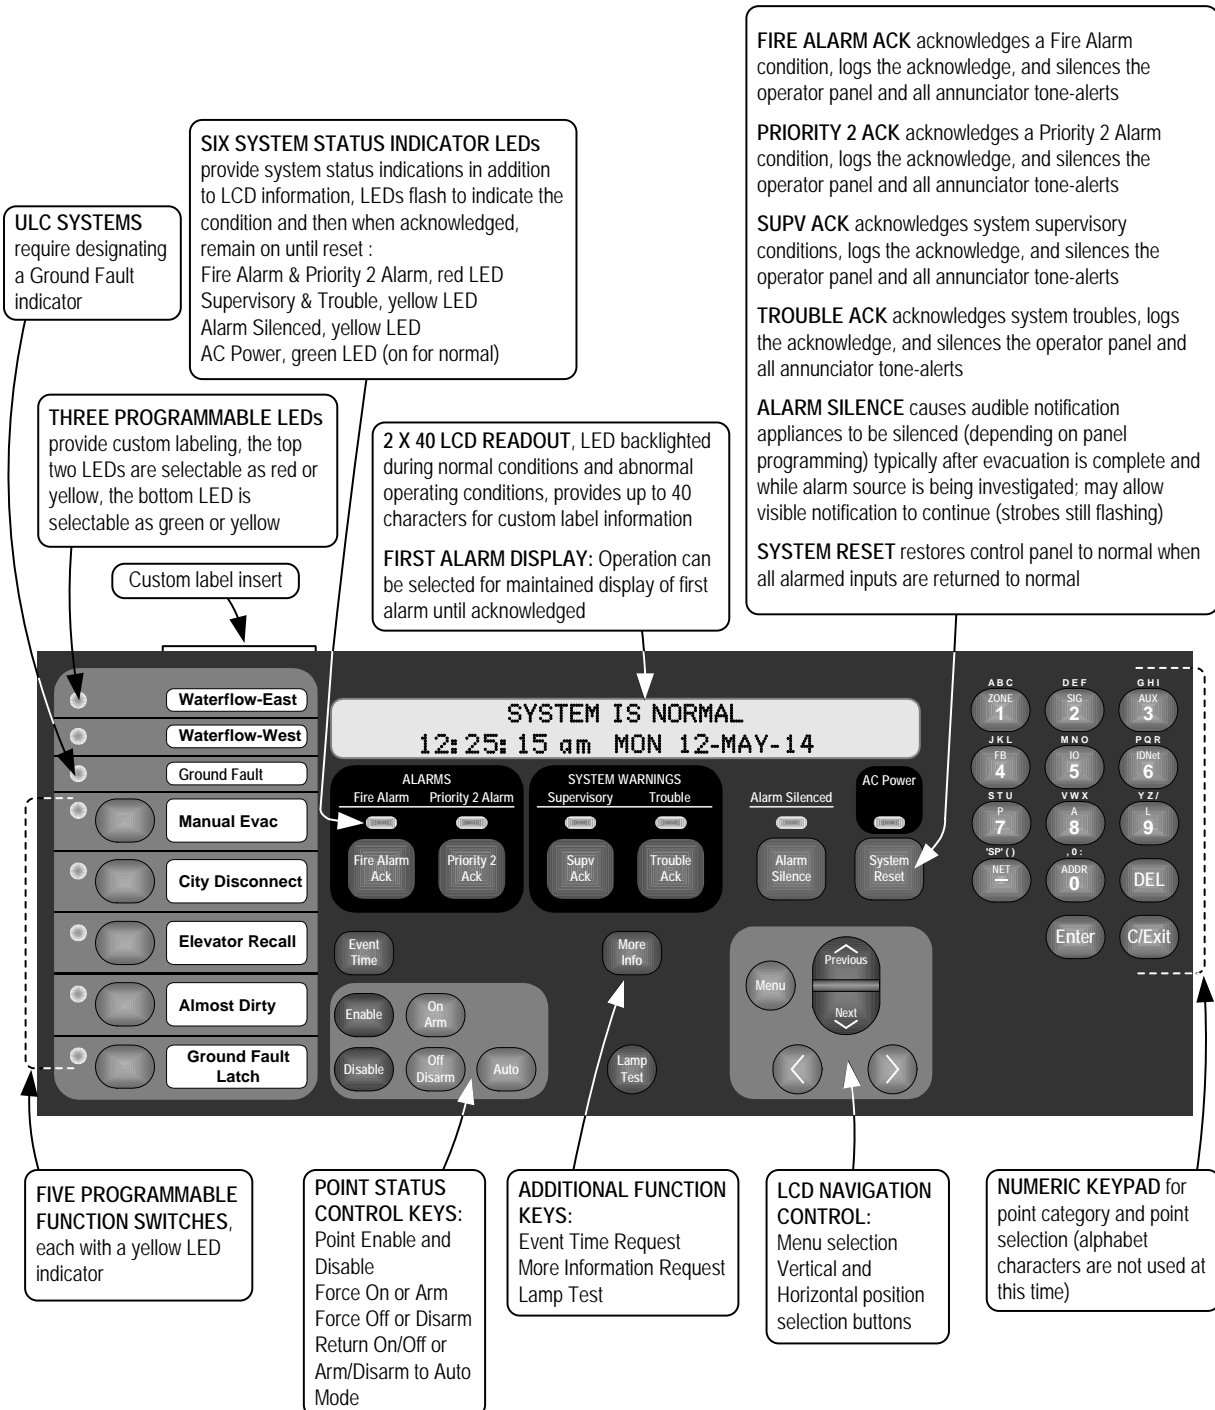 FIRE ALARM ACK acknowledges a Fire Alarm
condition, logs the acknowledge, and silences the
operator panel and all annunciator tone-alerts
PRIORITY 2 ACK acknowledges a Priority 2 Alarm
condition, logs the acknowledge, and silences the
operator panel and all annunciator tone-alerts
SUPV ACK acknowledges system supervisory
conditions, logs the acknowledge, and silences the
operator panel and all annunciator tone-alerts
TROUBLE ACK acknowledges system troubles, logs
the acknowledge, and silences the operator panel and
all annunciator tone-alerts
ALARM SILENCE causes audible notification
appliances to be silenced (depending on panel
programming) typically after evacuation is complete and
while alarm source is being investigated; may allow
visible notification to continue (strobes still flashing)
SYSTEM RESET restores control panel to normal when
all alarmed inputs are returned to normal
SIX SYSTEM STATUS INDICATOR LEDs
provide system status indications in addition
to LCD information, LEDs flash to indicate the
condition and then when acknowledged,
remain on until reset :
Fire Alarm & Priority 2 Alarm, red LED
Supervisory & Trouble, yellow LED
Alarm Silenced, yellow LED
AC Power, green LED (on for normal)
ULC SYSTEMS
require designating
a Ground Fault
indicator
THREE PROGRAMMABLE LEDs
provide custom labeling, the top
two LEDs are selectable as red or
yellow, the bottom LED is
selectable as green or yellow
2 X 40 LCD READOUT, LED backlighted
during normal conditions and abnormal
operating conditions, provides up to 40
characters for custom label information
FIRST ALARM DISPLAY: Operation can
be selected for maintained display of first
alarm until acknowledged
Custom label insert
Waterflow-East
Waterflow-West
Ground Fault
Manual Evac
City Disconnect
Elevator Recall
Almost Dirty
Ground Fault
Latch
SYSTEM IS NORMAL
12:25:15 am MON 12-MAY-14
ALARMS
Fire Alarm
Priority 2 Alarm
Fire Alarm
Ack
Priority 2
Ack
SYSTEM WARNINGS
Supervisory
Trouble
Supv
Ack
Trouble
Ack
Alarm Silenced
Alarm
Silence
AC Power
System
Reset
Event
Time
More
Info
Enable
On
Arm
Disable
Off
Disarm
Auto
Lamp
Test
Menu
Previous
Next
A B C
ZONE
1
D E F
SIG
2
G H I
AUX
3
J K L
FB
4
M N O
IO
5
P Q R
IDNet
6
S T U
P
7
V W X
A
8
Y Z /
L
9
'SP' ( )
NET
–
, 0 :
ADDR
0
DEL
Enter
C/Exit
FIVE PROGRAMMABLE
FUNCTION SWITCHES,
each with a yellow LED
indicator
POINT STATUS
CONTROL KEYS:
Point Enable and
Disable
Force On or Arm
Force Off or Disarm
Return On/Off or
Arm/Disarm to Auto
Mode
ADDITIONAL FUNCTION
KEYS:
Event Time Request
More Information Request
Lamp Test
LCD NAVIGATION
CONTROL:
Menu selection
Vertical and
Horizontal position
selection buttons
NUMERIC KEYPAD for
point category and point
selection (alphabet
characters are not used at
this time)